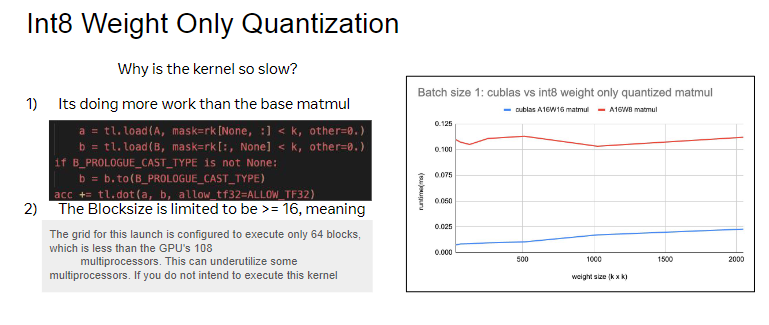 Int8 Weight Only Quantization
Why is the kernel so slow?
1) Its doing more work than the base matmul
a = tl.load(A, mask=rk[None, :] < k, other=0.)
b = tl.load(B, mask=rk[:, None] < k, other=0.)
if B_PROLOGUE_CAST_TYPE is not None:
b = b.to(B_PROLOGUE_CAST_TYPE)
acc += tl.dot(a, b, allow_tf32=ALLOW_TF32)
2) The Blocksize is limited to be >= 16, meaning
The grid for this launch is configured to execute only 64 blocks,
which is less than the GPU's 108
multiprocessors. This can underutilize some
multiprocessors. If you do not intend to execute this kernel
Batch size 1: cublas vs int8 weight only quantized matmul
cublas A16W16 matmul A16W8 matmul
0.125
0.100
0.075
0.050
0.025
0.000
runtime(ms)
500 1000 1500 2000
weight size (k x k)